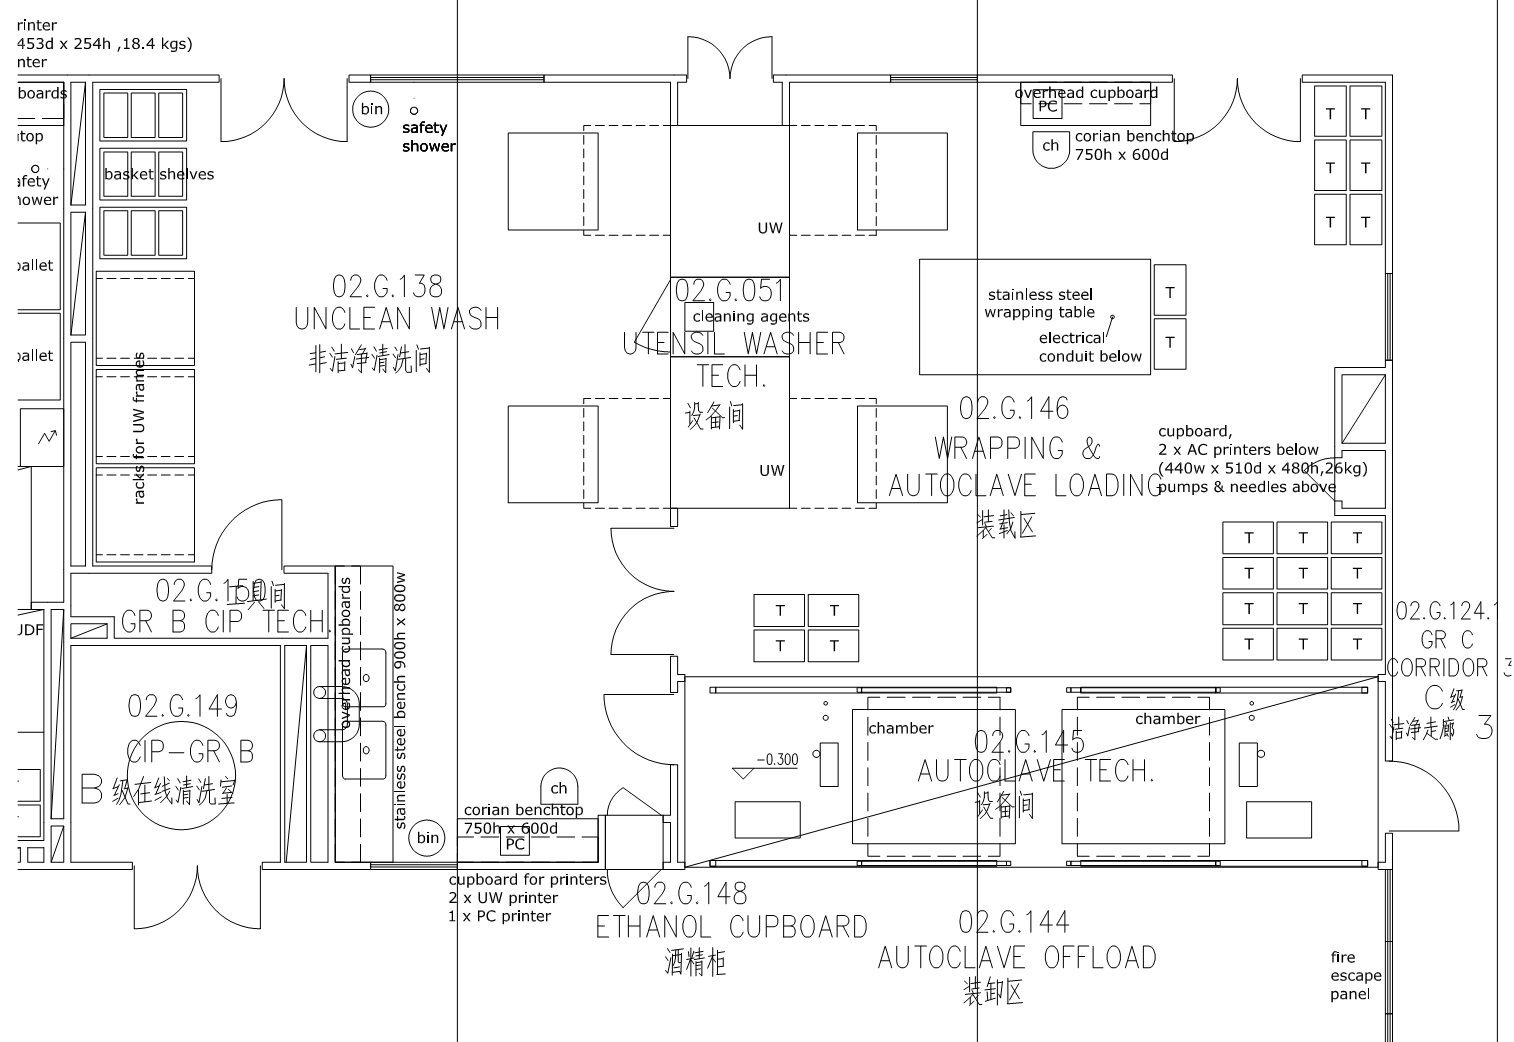 rinter
453d x 254h ,18.4 kgs)
nter
boards
top
afety
hower
pallet
pallet
UDF
bin
safety
shower
basket shelves
racks for UW frames
02.G.138
UNCLEAN WASH
非洁净清洗间
UW
02.G.051
cleaning agents
UTENSIL WASHER
TECH.
设备间
UW
overhead cupboard
PC
ch
corian benchtop
750h x 600d
T T
T T
T T
stainless steel
wrapping table
electrical
conduit below
T
T
02.G.146
WRAPPING &
AUTOCLAVE LOADING
装载区
cupboard,
2 x AC printers below
(440w x 510d x 480h,26kg)
pumps & needles above
T T T
T T T
T T T
T T T
T T
T T
02.G.124.1
GR C
CORRIDOR 3
C级
洁净走廊 3
02.G.150
工具间
GR B CIP TECH.
overhead cupboards
stainless steel bench 900h x 800w
02.G.149
CIP-GR B
B级在线清洗室
ch
corian benchtop
750h x 600d
bin
PC
cupboard for printers
2 x UW printer
1 x PC printer
-0.300
chamber
chamber
02.G.145
AUTOCLAVE TECH.
设备间
02.G.148
ETHANOL CUPBOARD
酒精柜
02.G.144
AUTOCLAVE OFFLOAD
装卸区
fire
escape
panel